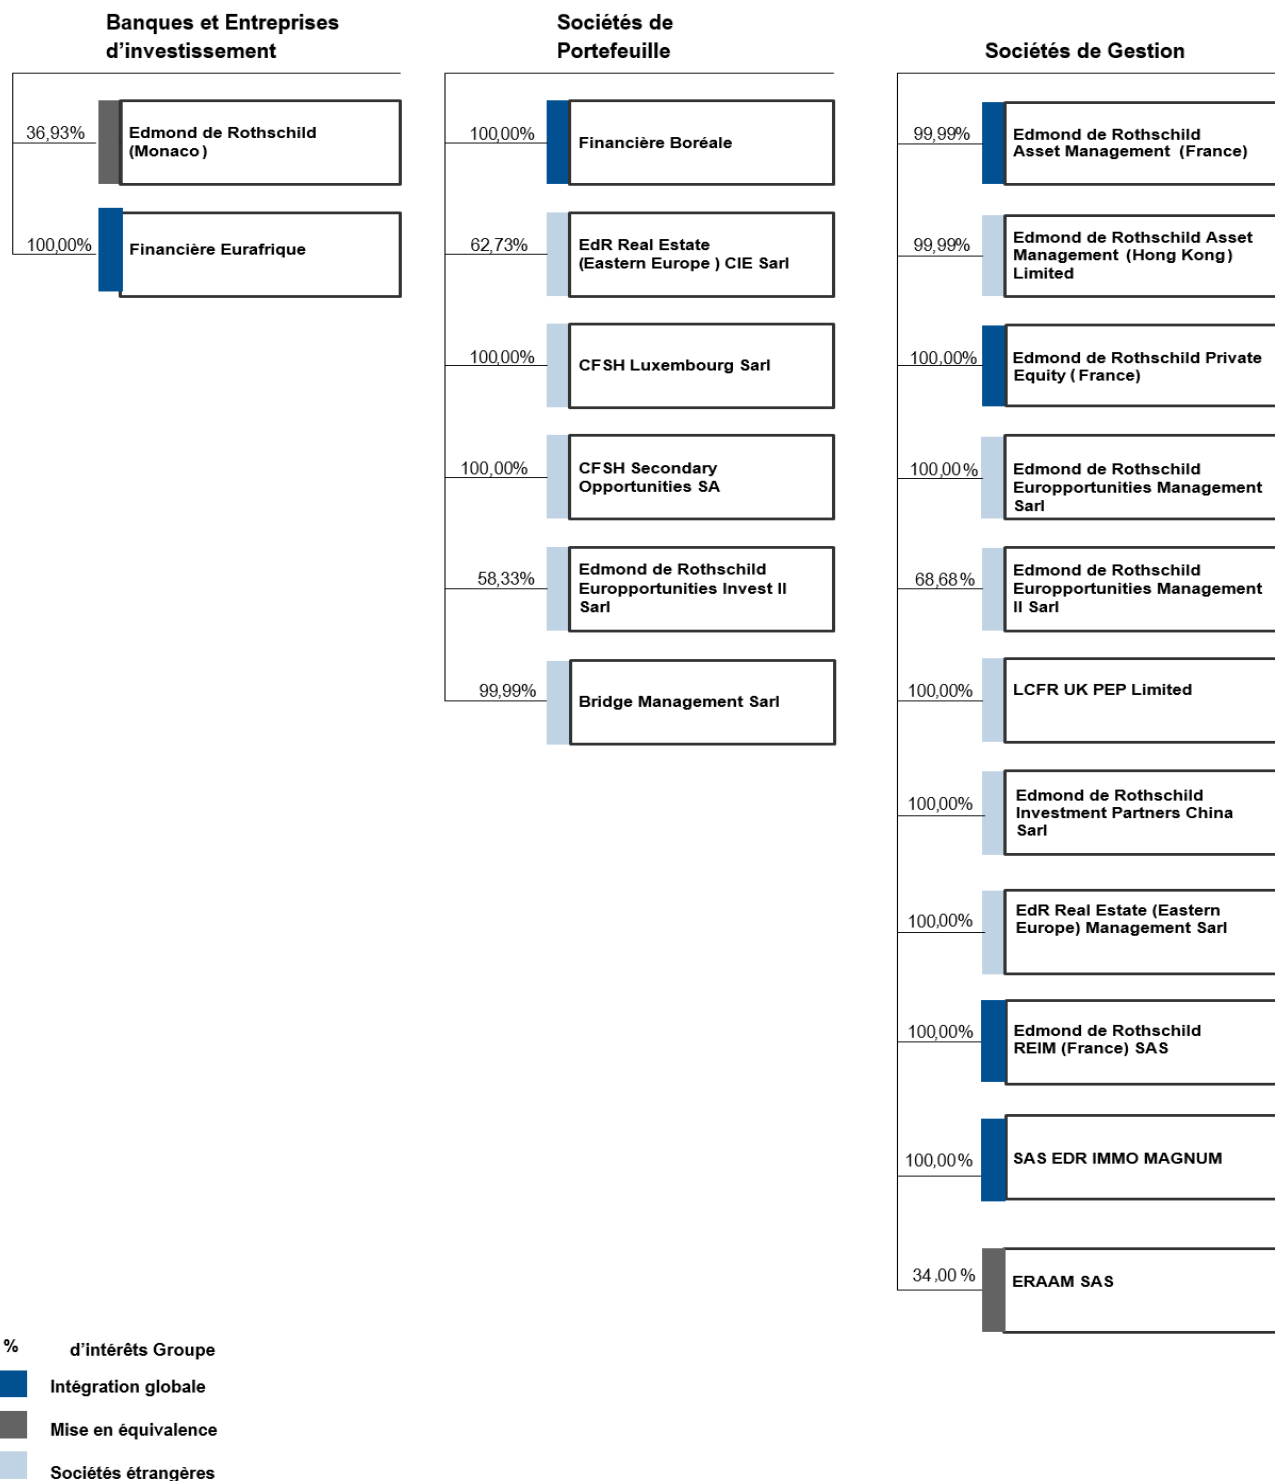 Banques et Entreprises
d’investissement
36,93%
Edmond de Rothschild
(Monaco)
100,00%
Financière Eurafrique
Sociétés de
Portefeuille
100,00%
Financière Boréale
62,73%
EdR Real Estate
(Eastern Europe ) CIE Sarl
100,00%
CFSH Luxembourg Sarl
100,00%
CFSH Secondary
Opportunities SA
58,33%
Edmond de Rothschild
Europportunities Invest II
Sarl
99,99%
Bridge Management Sarl
Sociétés de Gestion
99,99%
Edmond de Rothschild
Asset Management (France)
99,99%
Edmond de Rothschild Asset
Management (Hong Kong)
Limited
100,00%
Edmond de Rothschild Private
Equity ( France)
100,00 %
Edmond de Rothschild
Europportunities Management
Sarl
68,68 %
Edmond de Rothschild
Europportunities Management
II Sarl
100,00%
LCFR UK PEP Limited
100,00%
Edmond de Rothschild
Investment Partners China
Sarl
100,00%
EdR Real Estate (Eastern
Europe) Management Sarl
100,00%
Edmond de Rothschild
REIM (France) SAS
100,00 %
SAS EDR IMMO MAGNUM
34,00 %
ERAAM SAS
% d’intérêts Groupe
Intégration globale
Mise en équivalence
Sociétés étrangères